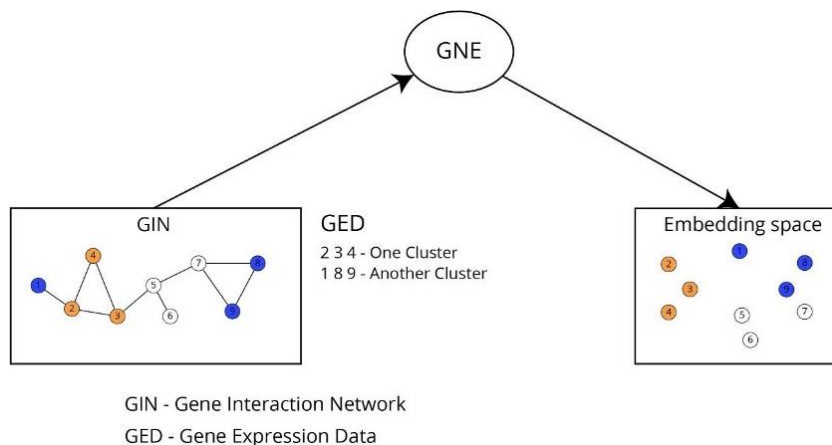 GNE
GIN
GED
Embedding space
2 3 4 - One Cluster
1 8 9 - Another Cluster
4
7
8
1
5
2
3
6
9
1
2
8
3
9
4
5
7
6
GIN - Gene Interaction Network
GED - Gene Expression Data